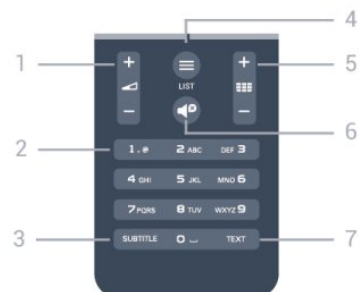 4
1 + + 5
LIST
− − 6
2 1.@ 2 ABC DEF 3
4 GHI 5 JKL MNO 6
7 PQRS 8 TUV WXYZ 9
3 SUBTITLE 0 ⎵ TEXT 7